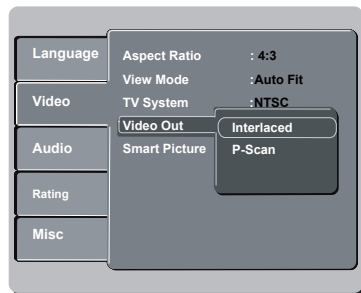 Language
Video
Audio
Rating
Misc
Aspect Ratio : 4:3
View Mode :Auto Fit
TV System :NTSC
Video Out
Smart Picture
Interlaced
P-Scan